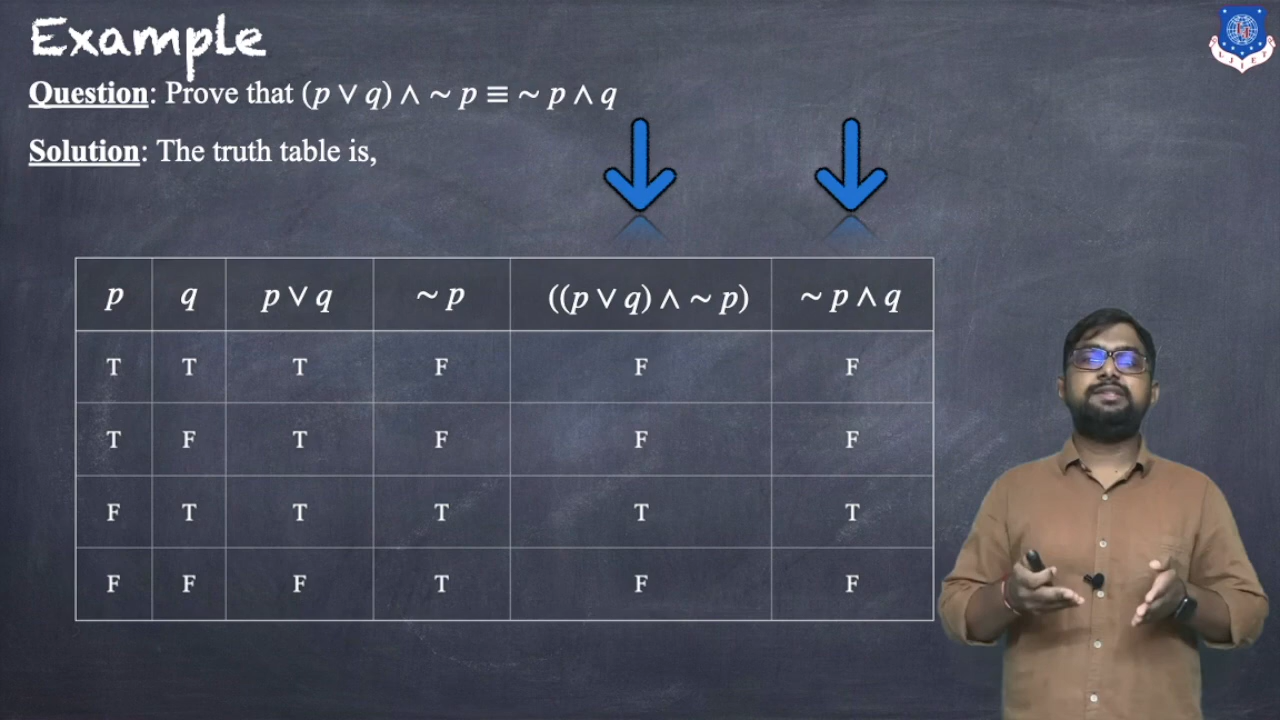 Example
Question: Prove that (p ∨ q) ∧ ~ p ≡ ~ p ∧ q
Solution: The truth table is,
p q p ∨ q ~ p ((p ∨ q) ∧ ~ p) ~ p ∧ q
T T T F F F
T F T F F F
F T T T T T
F F F T F F